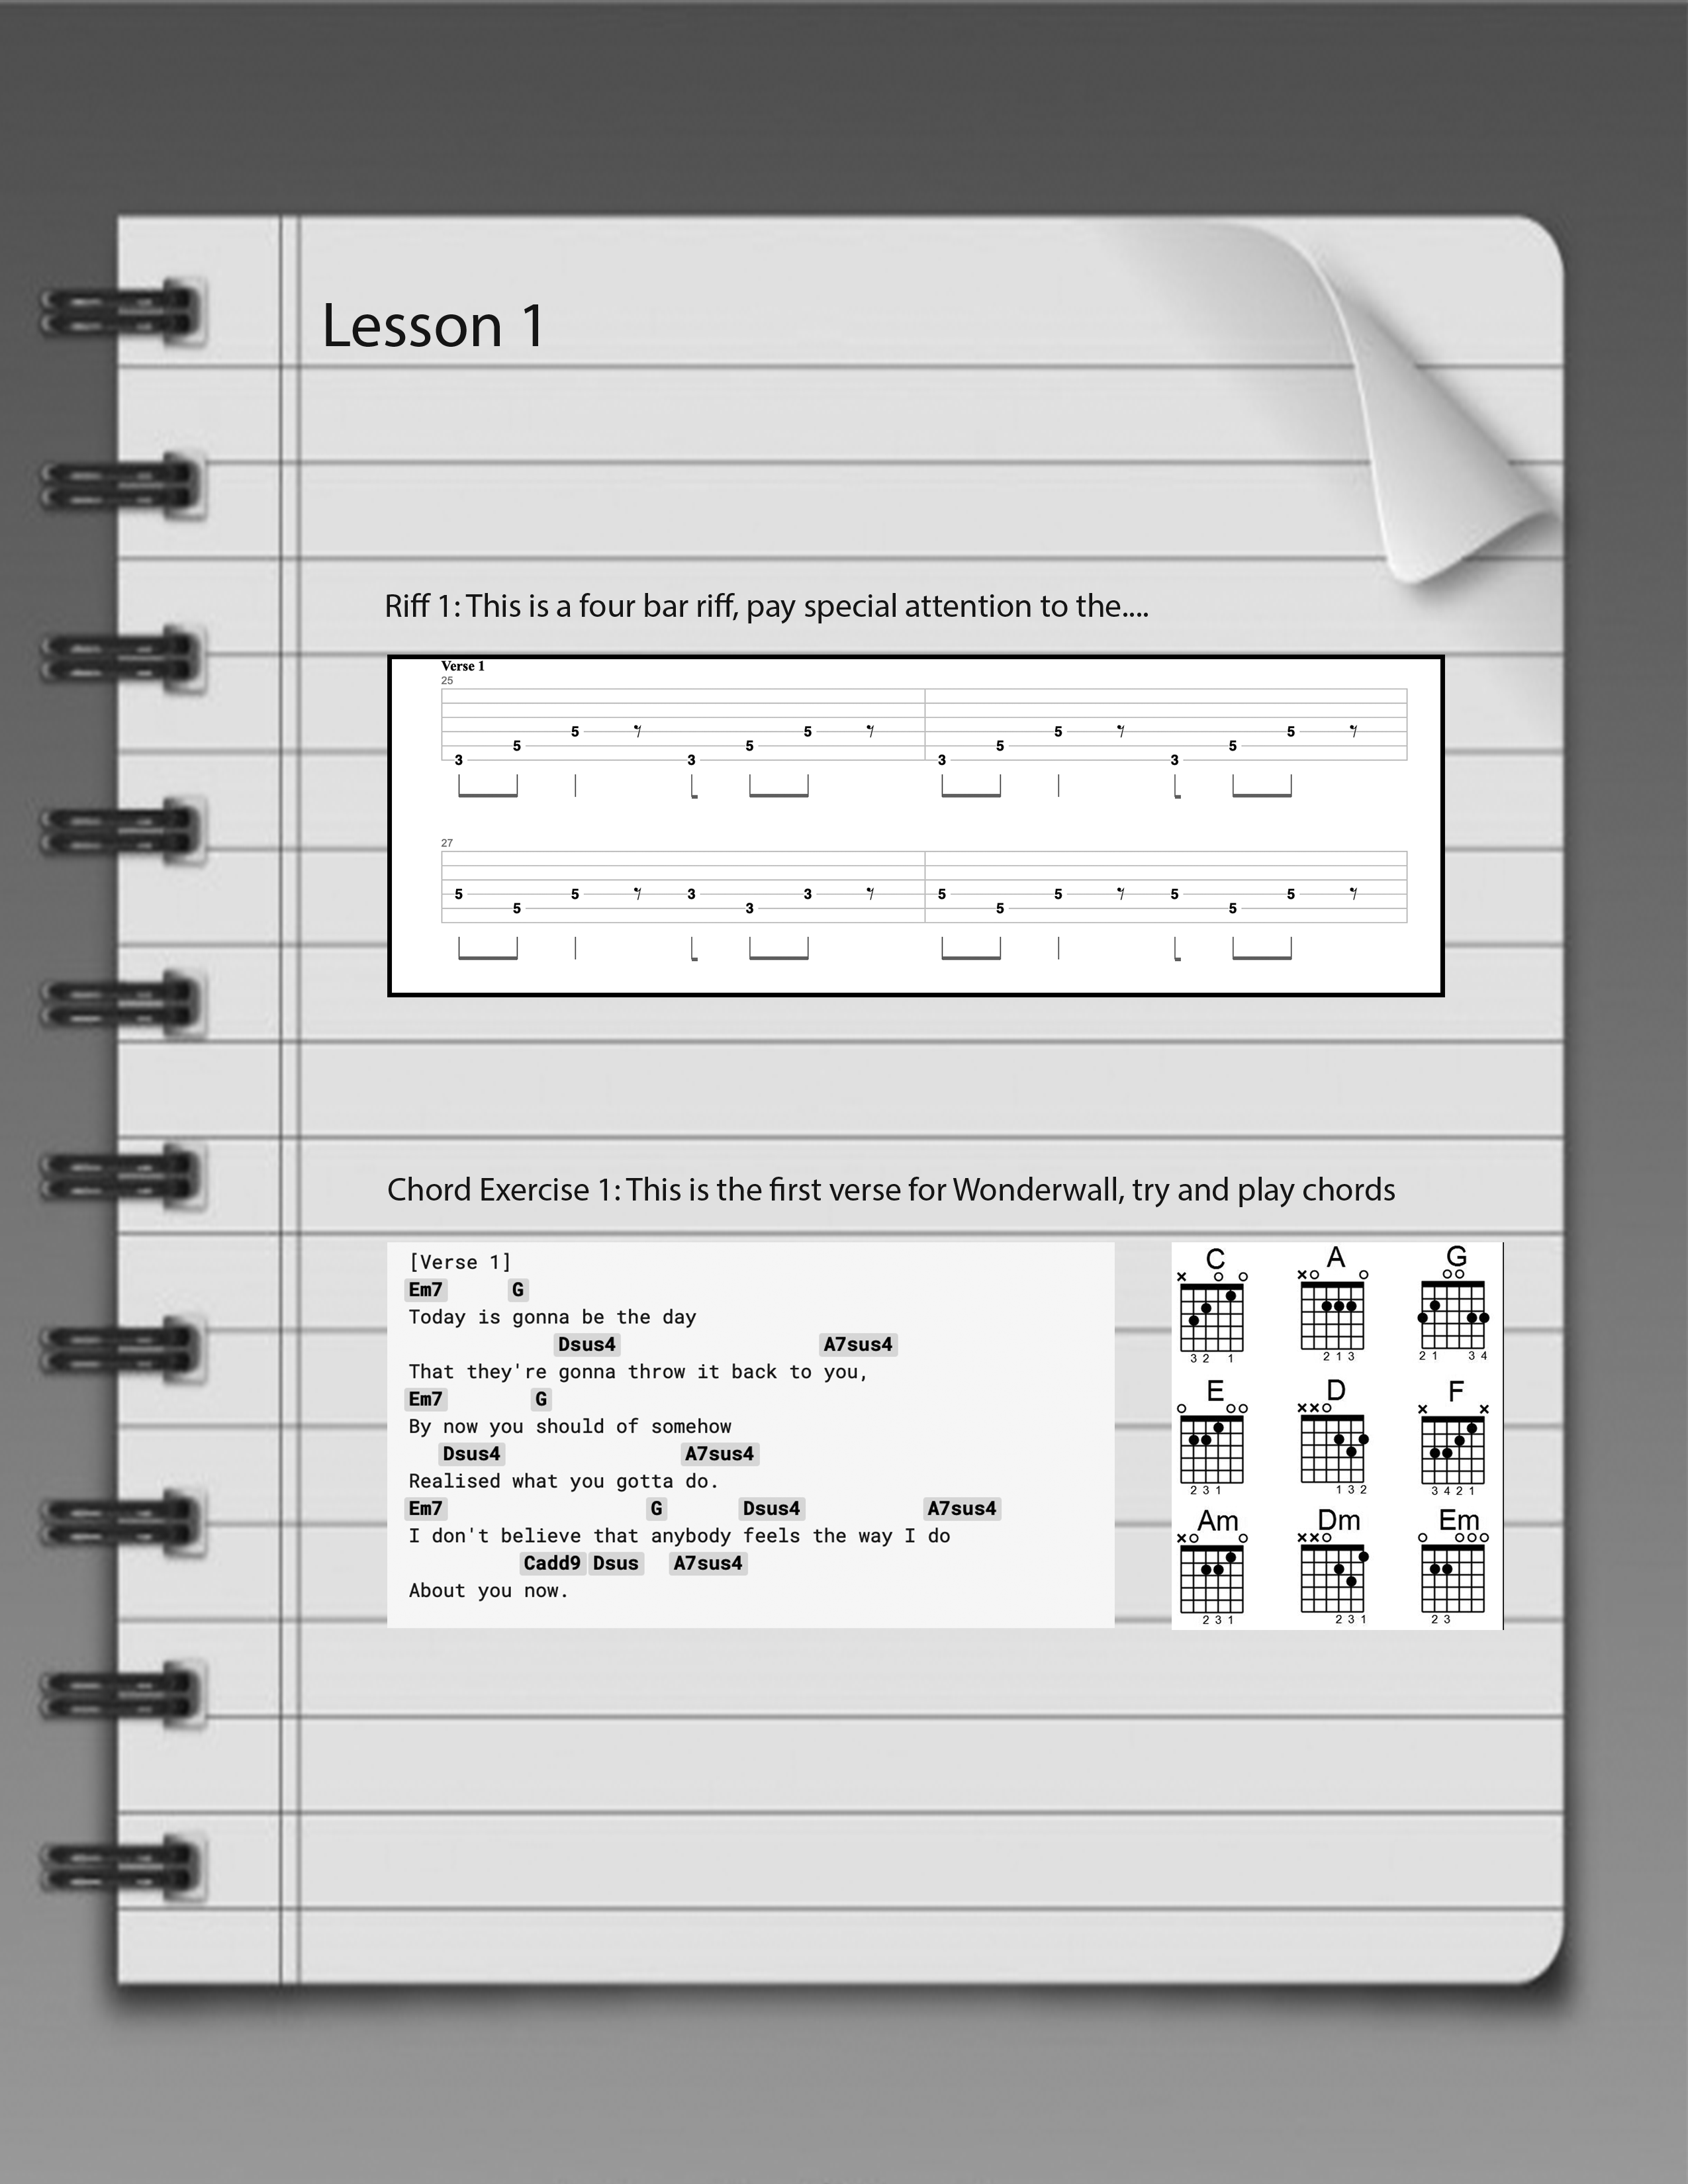 Lesson 1
Riff 1: This is a four bar riff, pay special attention to the....
Verse 1
25
3 5 5 3 5 5 3 5 5 3 5 5
27
5 5 5 3 3 3 5 5 5 5 5 5
Chord Exercise 1: This is the first verse for Wonderwall, try and play chords
[Verse 1]
Em7 G
Today is gonna be the day
Dsus4 A7sus4
That they're gonna throw it back to you,
Em7 G
By now you should of somehow
Dsus4 A7sus4
Realised what you gotta do.
Em7 G Dsus4 A7sus4
I don't believe that anybody feels the way I do
Cadd9 Dsus A7sus4
About you now.
C A G
x o o x o o o o
3 2 1 2 1 3 2 1 3 4
E D F
o o o x x o x x
2 3 1 1 3 2 3 4 2 1
Am Dm Em
x o o x x o o o o o
2 3 1 2 3 1 2 3